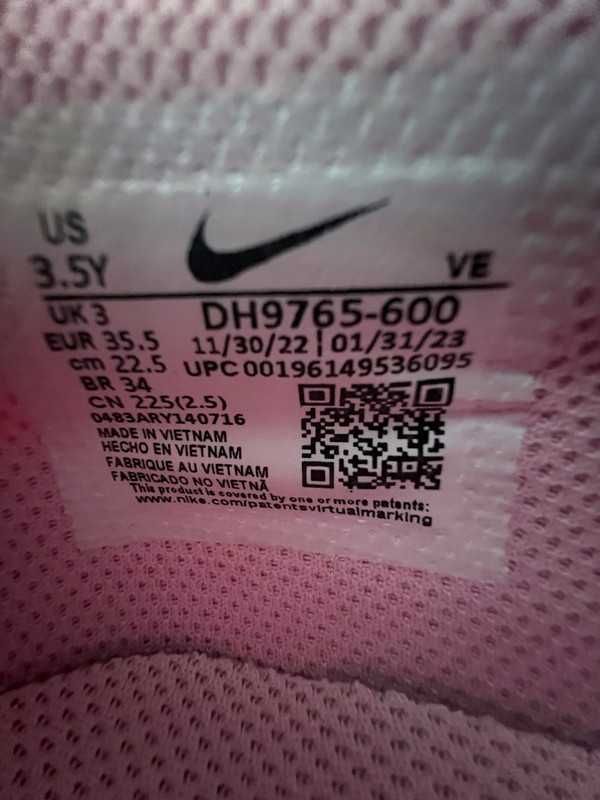 US
3.5Y
VE
UK 3
DH9765-600
EUR 35.5
11/30/22 | 01/31/23
cm 22.5
UPC 00196149536095
BR 34
CN 225(2.5)
0483ARY140716
MADE IN VIETNAM
HECHO EN VIETNAM
FABRIQUE AU VIETNAM
FABRICADO NO VIETNÃ
This product is covered by one or more patents:
www.nike.com/patentsvirtualmarking